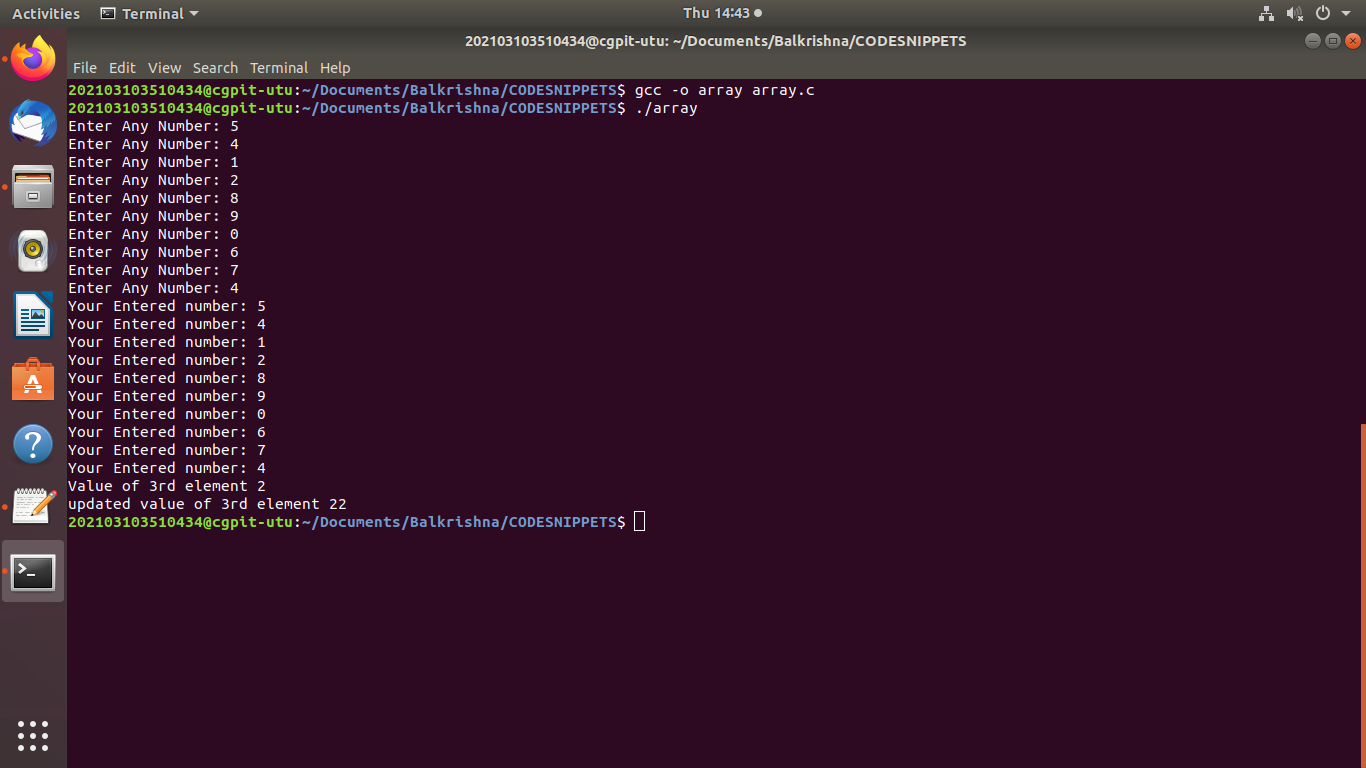 Activities Terminal Thu 14:43
202103103510434@cgpit-utu: ~/Documents/Balkrishna/CODESNIPPETS
File Edit View Search Terminal Help
202103103510434@cgpit-utu:~/Documents/Balkrishna/CODESNIPPETS$ gcc -o array array.c
202103103510434@cgpit-utu:~/Documents/Balkrishna/CODESNIPPETS$ ./array
Enter Any Number: 5
Enter Any Number: 4
Enter Any Number: 1
Enter Any Number: 2
Enter Any Number: 8
Enter Any Number: 9
Enter Any Number: 0
Enter Any Number: 6
Enter Any Number: 7
Enter Any Number: 4
Your Entered number: 5
Your Entered number: 4
Your Entered number: 1
Your Entered number: 2
Your Entered number: 8
Your Entered number: 9
Your Entered number: 0
Your Entered number: 6
Your Entered number: 7
Your Entered number: 4
Value of 3rd element 2
updated value of 3rd element 22
202103103510434@cgpit-utu:~/Documents/Balkrishna/CODESNIPPETS$